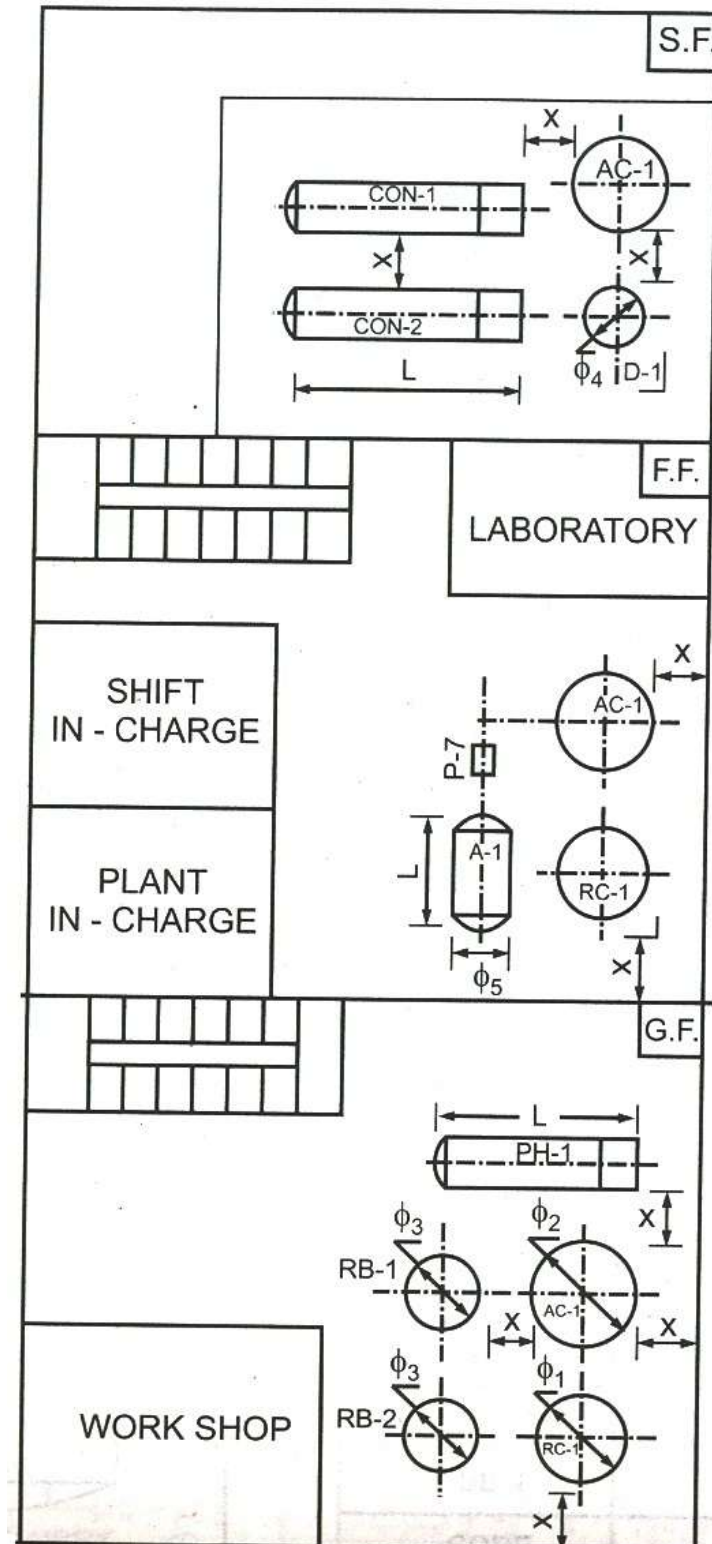 S.F.
X
AC-1
CON-1
X
X
CON-2
ϕ4
D-1
L
F.F.
LABORATORY
X
SHIFT
IN - CHARGE
AC-1
P-7
A-1
L
RC-1
PLANT
IN - CHARGE
X
ϕ5
G.F.
L
PH-1
X
ϕ3
ϕ2
RB-1
AC-1
X
X
ϕ3
ϕ1
WORK SHOP
RB-2
RC-1
X